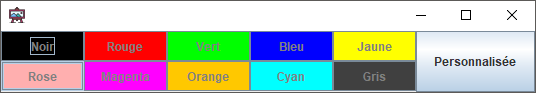 Noir Rouge Vert Bleu Jaune Personnalisée
Rose Magenta Orange Cyan Gris